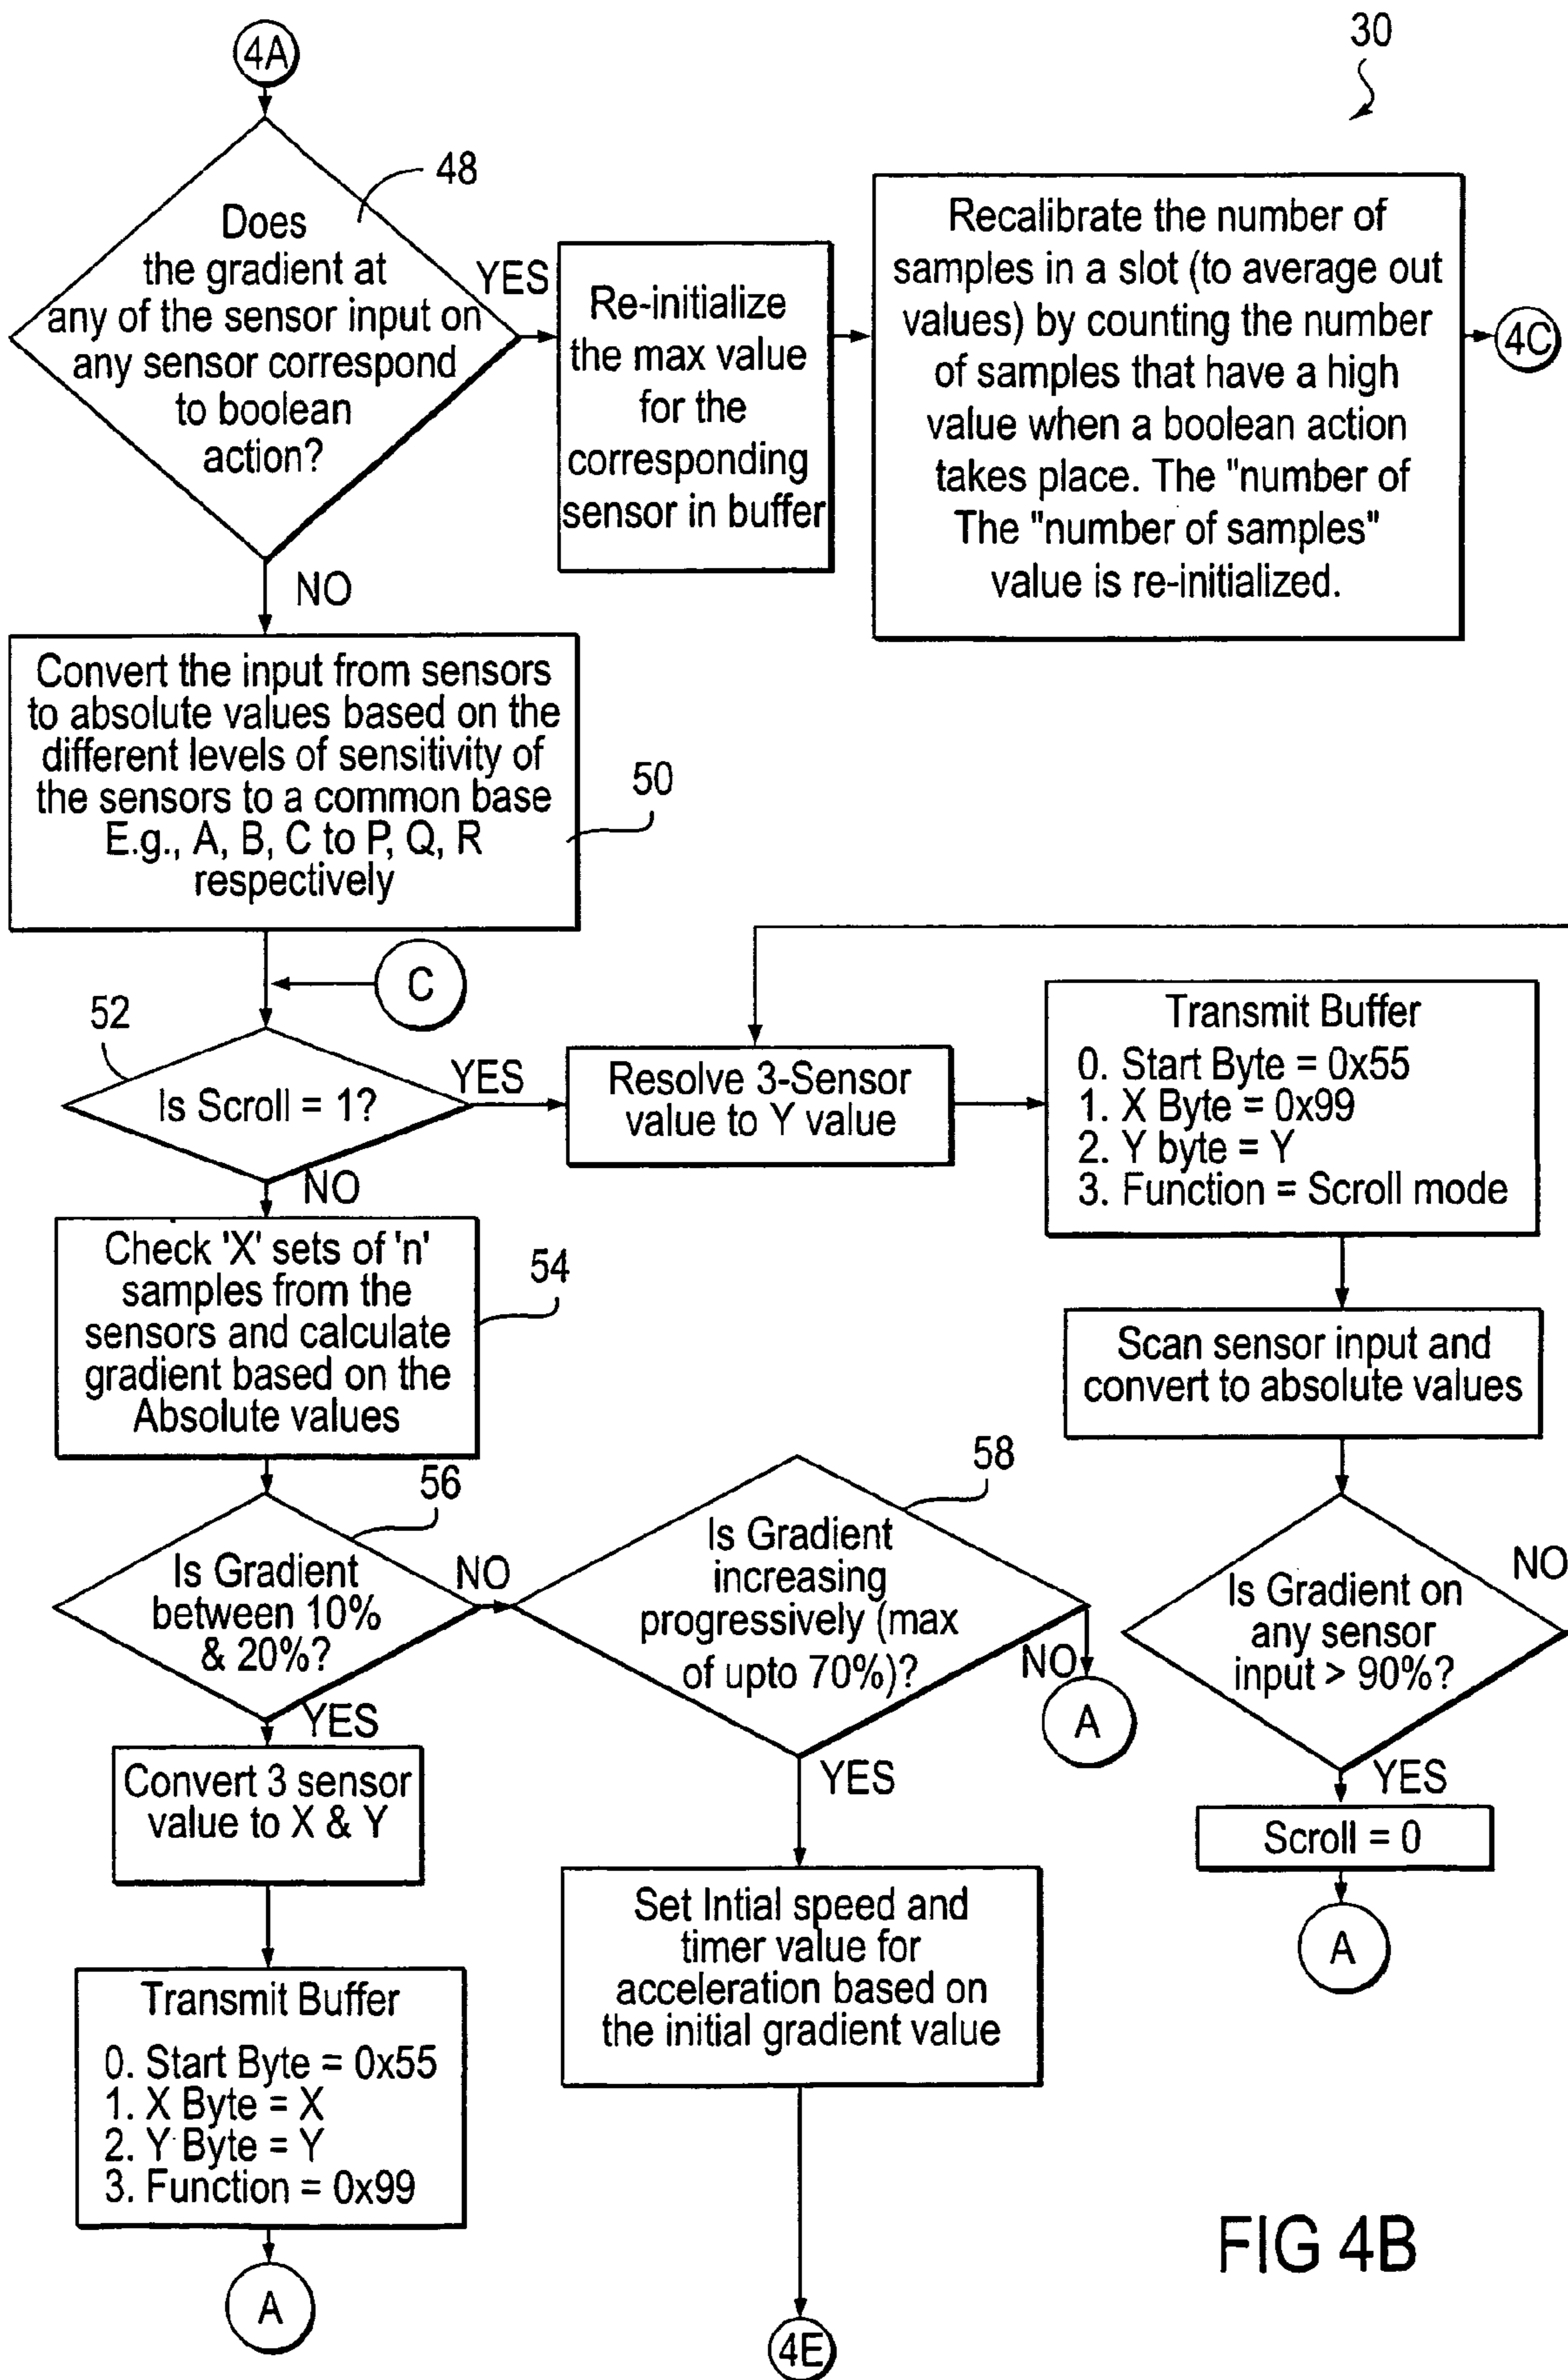 4A
30
48
Does
the gradient at
any of the sensor input on
any sensor correspond
to boolean
action?
YES
Re-initialize
the max value
for the
corresponding
sensor in buffer
Recalibrate the number of
samples in a slot (to average out
values) by counting the number
of samples that have a high
value when a boolean action
takes place. The "number of
The "number of samples"
value is re-initialized.
4C
NO
Convert the input from sensors
to absolute values based on the
different levels of sensitivity of
the sensors to a common base
E.g., A, B, C to P, Q, R
respectively
50
C
52
Is Scroll = 1?
YES
Resolve 3-Sensor
value to Y value
Transmit Buffer
0. Start Byte = 0x55
1. X Byte = 0x99
2. Y byte = Y
3. Function = Scroll mode
NO
Check 'X' sets of 'n'
samples from the
sensors and calculate
gradient based on the
Absolute values
54
Scan sensor input and
convert to absolute values
56
Is Gradient
between 10%
& 20%?
NO
58
Is Gradient
increasing
progressively (max
of upto 70%)?
NO
A
Is Gradient on
any sensor
input > 90%?
NO
YES
Convert 3 sensor
value to X & Y
YES
YES
Scroll = 0
A
Set Intial speed and
timer value for
acceleration based on
the initial gradient value
Transmit Buffer
0. Start Byte = 0x55
1. X Byte = X
2. Y Byte = Y
3. Function = 0x99
A
4E
FIG 4B